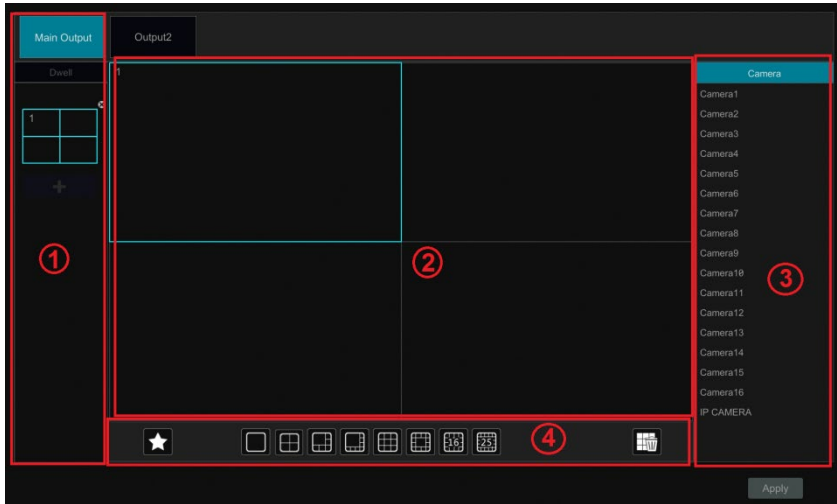 Main Output
Output2
Dwell
1
1
①
②
③
④
16
25
Camera
Camera1
Camera2
Camera3
Camera4
Camera5
Camera6
Camera7
Camera8
Camera9
Camera10
Camera11
Camera12
Camera13
Camera14
Camera15
Camera16
IP CAMERA
Apply